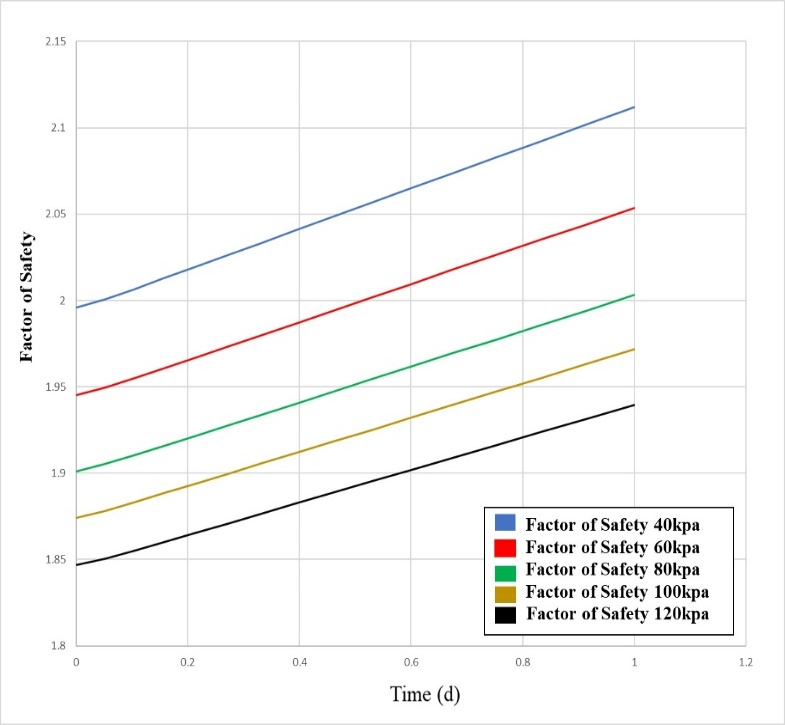 2.15
2.1
2.05
2
1.95
1.9
1.85
1.8
Factor of Safety
0 0.2 0.4 0.6 0.8 1 1.2
Time (d)
Factor of Safety 40kpa
Factor of Safety 60kpa
Factor of Safety 80kpa
Factor of Safety 100kpa
Factor of Safety 120kpa